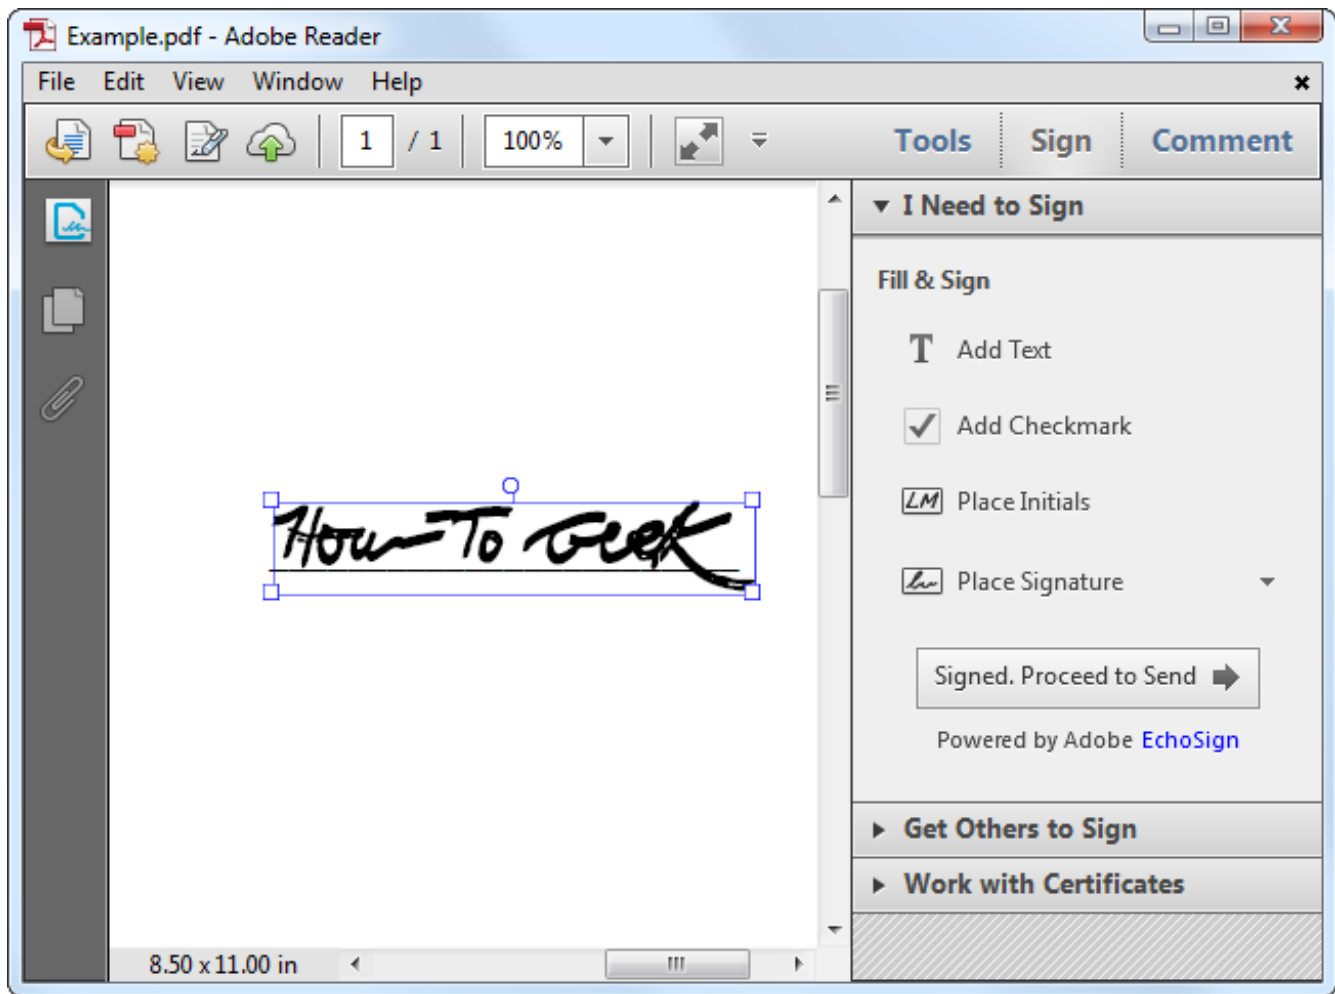 Example.pdf - Adobe Reader
File Edit View Window Help
1 / 1 100% Tools Sign Comment
I Need to Sign
Fill & Sign
T Add Text
Add Checkmark
LM Place Initials
How-To Geek
Place Signature
Signed. Proceed to Send
Powered by Adobe EchoSign
Get Others to Sign
Work with Certificates
8.50 x 11.00 in